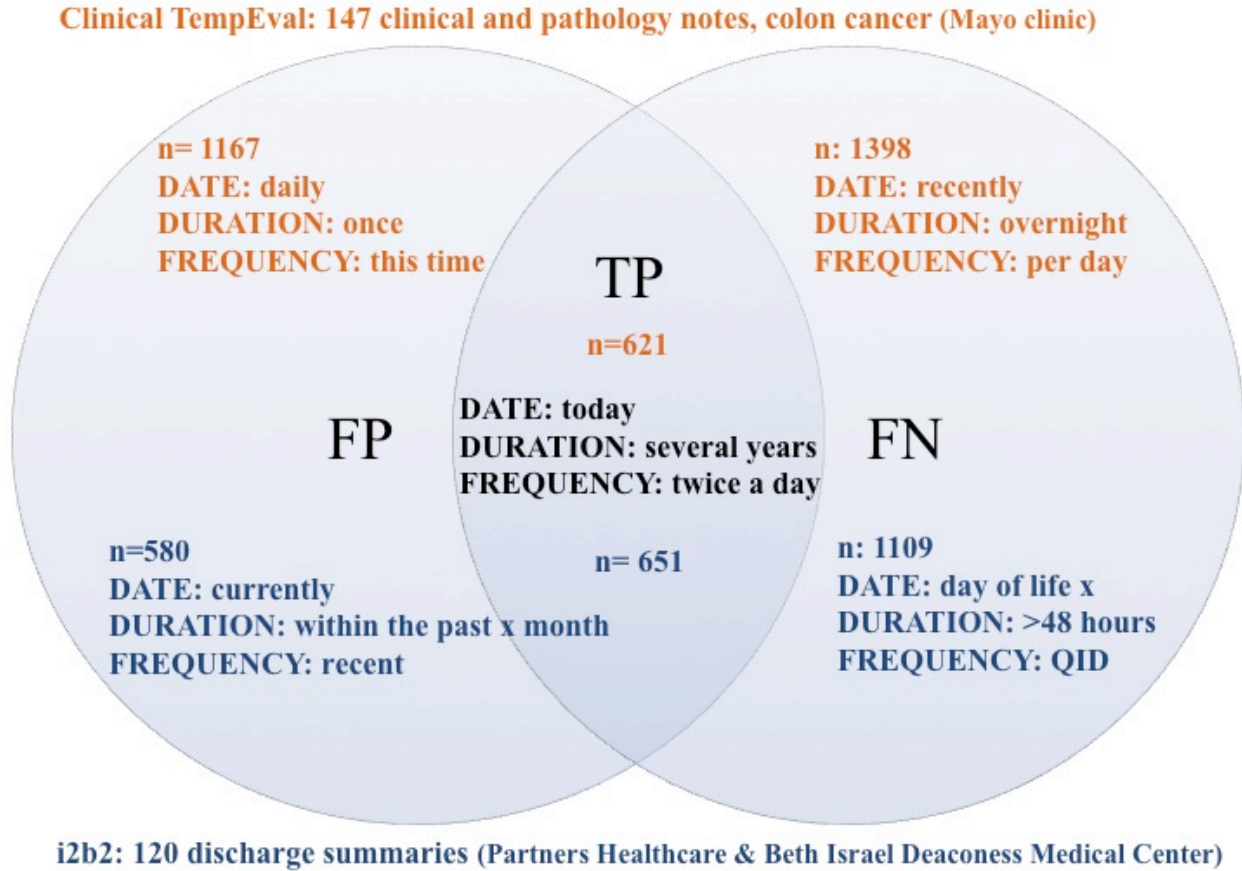 Clinical TempEval: 147 clinical and pathology notes, colon cancer (Mayo clinic)
n= 1167
DATE: daily
DURATION: once
FREQUENCY: this time
n: 1398
DATE: recently
DURATION: overnight
FREQUENCY: per day
TP
n=621
FP
DATE: today
DURATION: several years
FREQUENCY: twice a day
FN
n=580
DATE: currently
DURATION: within the past x month
FREQUENCY: recent
n= 651
n: 1109
DATE: day of life x
DURATION: >48 hours
FREQUENCY: QID
i2b2: 120 discharge summaries (Partners Healthcare & Beth Israel Deaconess Medical Center)